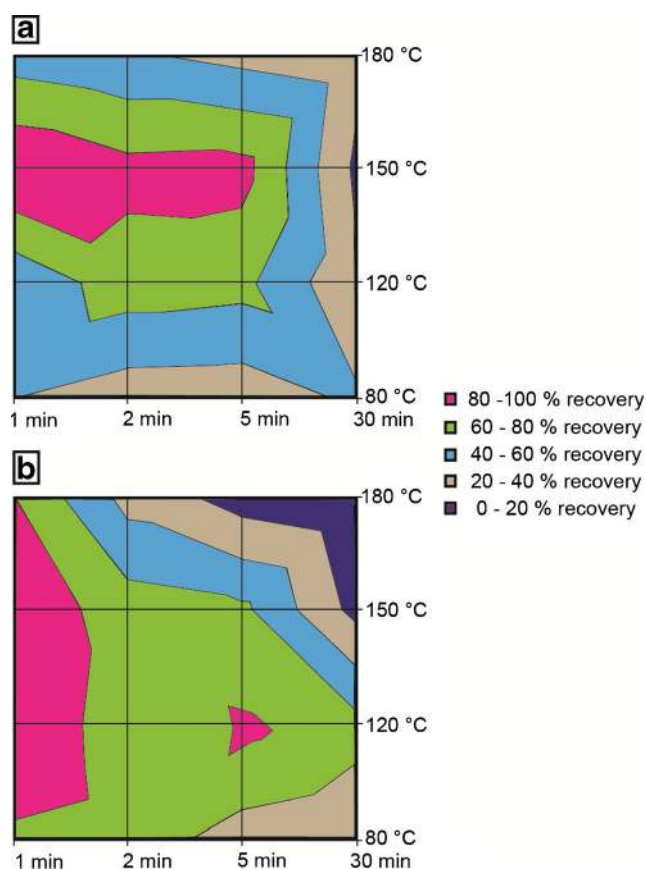 a
180 °C
150 °C
120 °C
80 °C
1 min 2 min 5 min 30 min
80 -100 % recovery
60 - 80 % recovery
40 - 60 % recovery
20 - 40 % recovery
0 - 20 % recovery
b
180 °C
150 °C
120 °C
80 °C
1 min 2 min 5 min 30 min